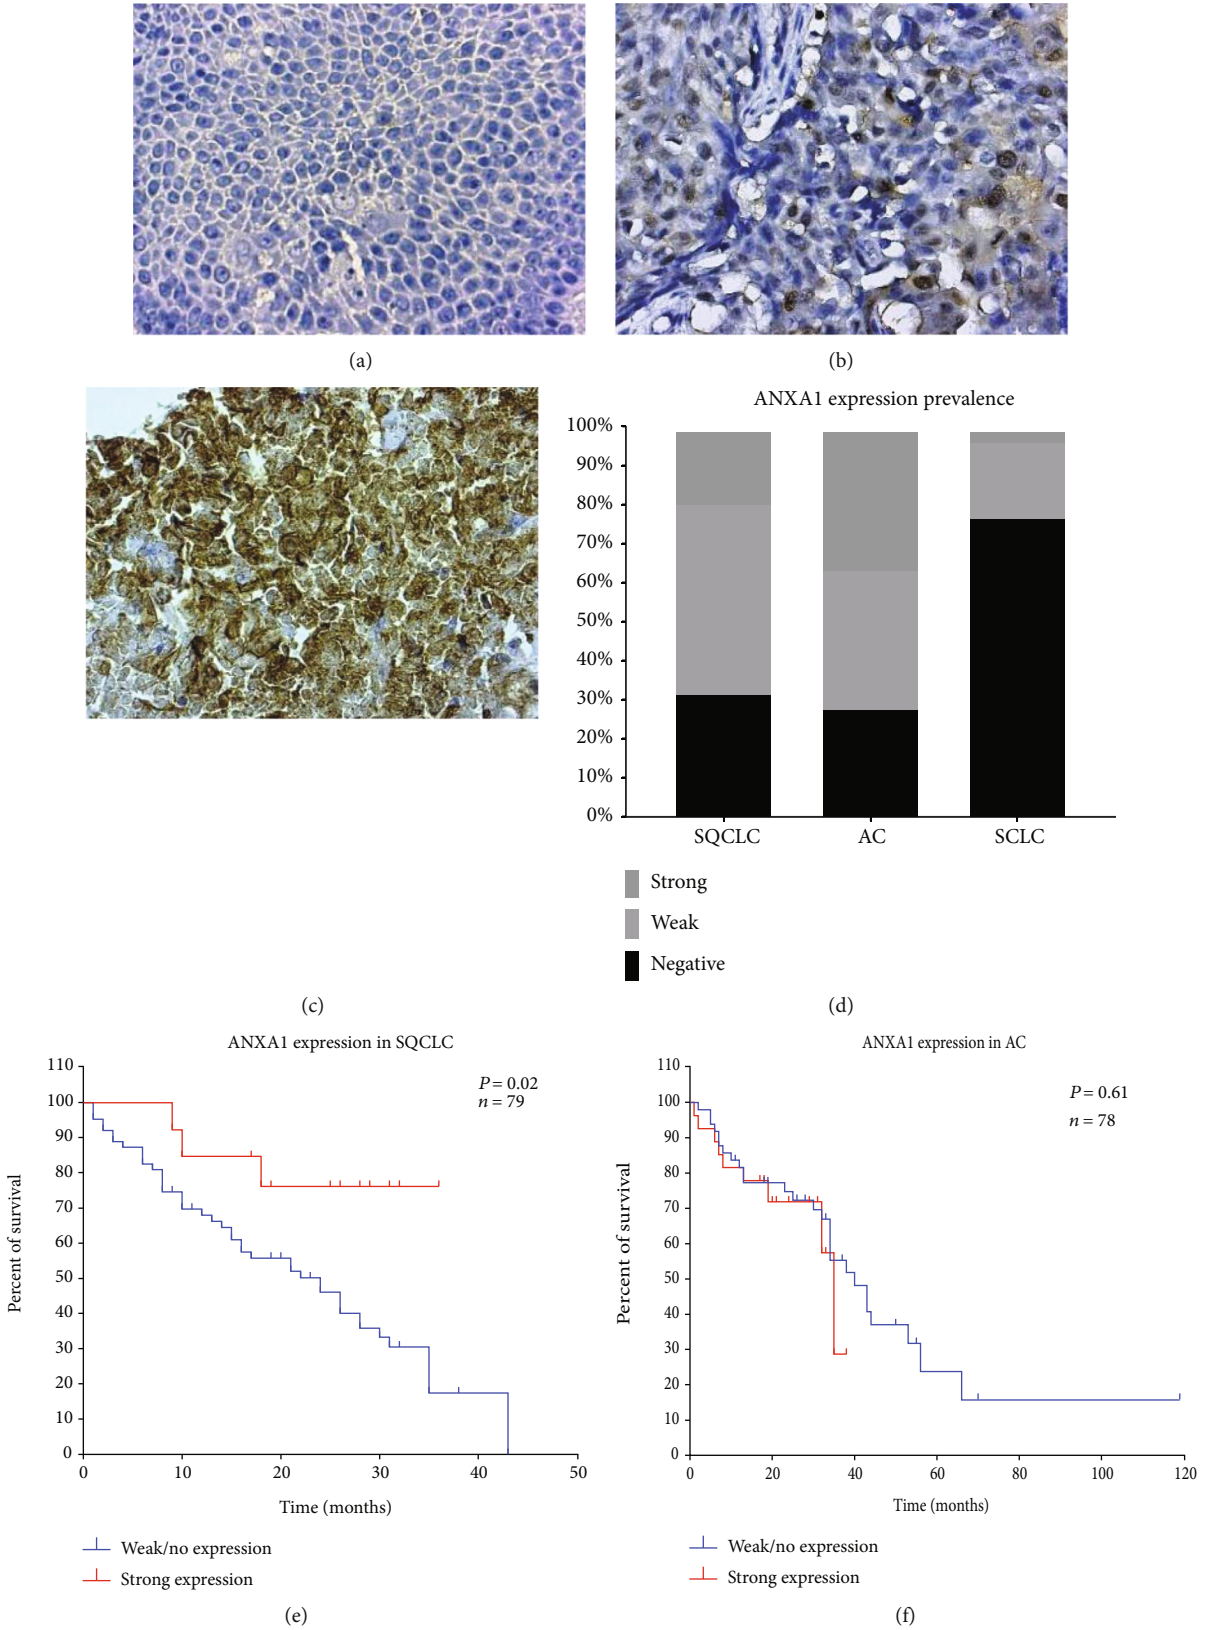 (a)
(b)
ANXA1 expression prevalence
100%
90%
80%
70%
60%
50%
40%
30%
20%
10%
0%
SQCLC AC SCLC
Strong
Weak
Negative
(c)
(d)
ANXA1 expression in SQCLC
P = 0.02
n = 79
110
100
90
80
70
60
50
40
30
20
10
0
Percent of survival
0 10 20 30 40 50
Time (months)
Weak/no expression
Strong expression
(e)
ANXA1 expression in AC
P = 0.61
n = 78
110
100
90
80
70
60
50
40
30
20
10
0
Percent of survival
0 20 40 60 80 100 120
Time (months)
Weak/no expression
Strong expression
(f)